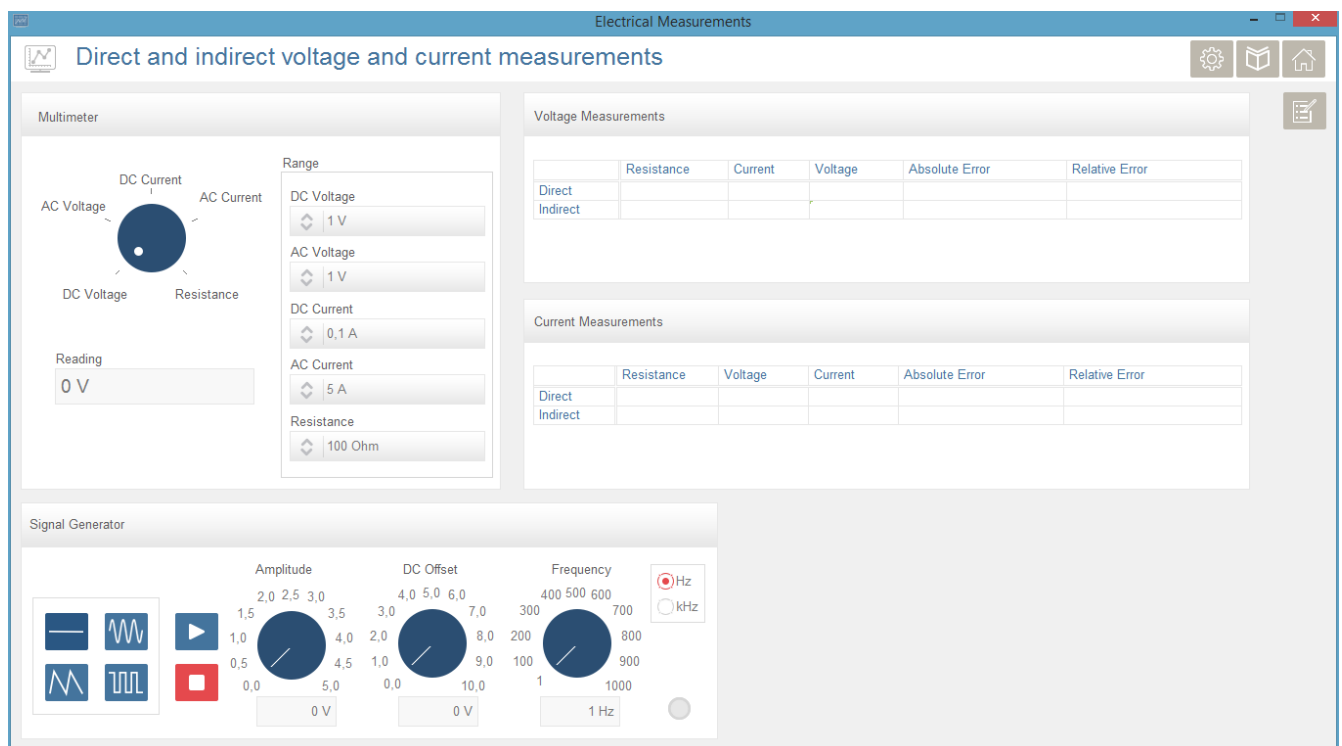 Electrical Measurements
Direct and indirect voltage and current measurements
Multimeter
DC Current
AC Voltage
AC Current
DC Voltage
Resistance
Reading
0 V
Range
DC Voltage
1 V
AC Voltage
1 V
DC Current
0,1 A
AC Current
5 A
Resistance
100 Ohm
Voltage Measurements
Resistance Current Voltage Absolute Error Relative Error
Direct
Indirect
Current Measurements
Resistance Voltage Current Absolute Error Relative Error
Direct
Indirect
Signal Generator
Amplitude
2,0 2,5 3,0
1,5 3,5
1,0 4,0
0,5 4,5
0,0 5,0
0 V
DC Offset
4,0 5,0 6,0
3,0 7,0
2,0 8,0
1,0 9,0
0,0 10,0
0 V
Frequency
400 500 600
300 700
200 800
100 900
1 1000
1 Hz
Hz
kHz